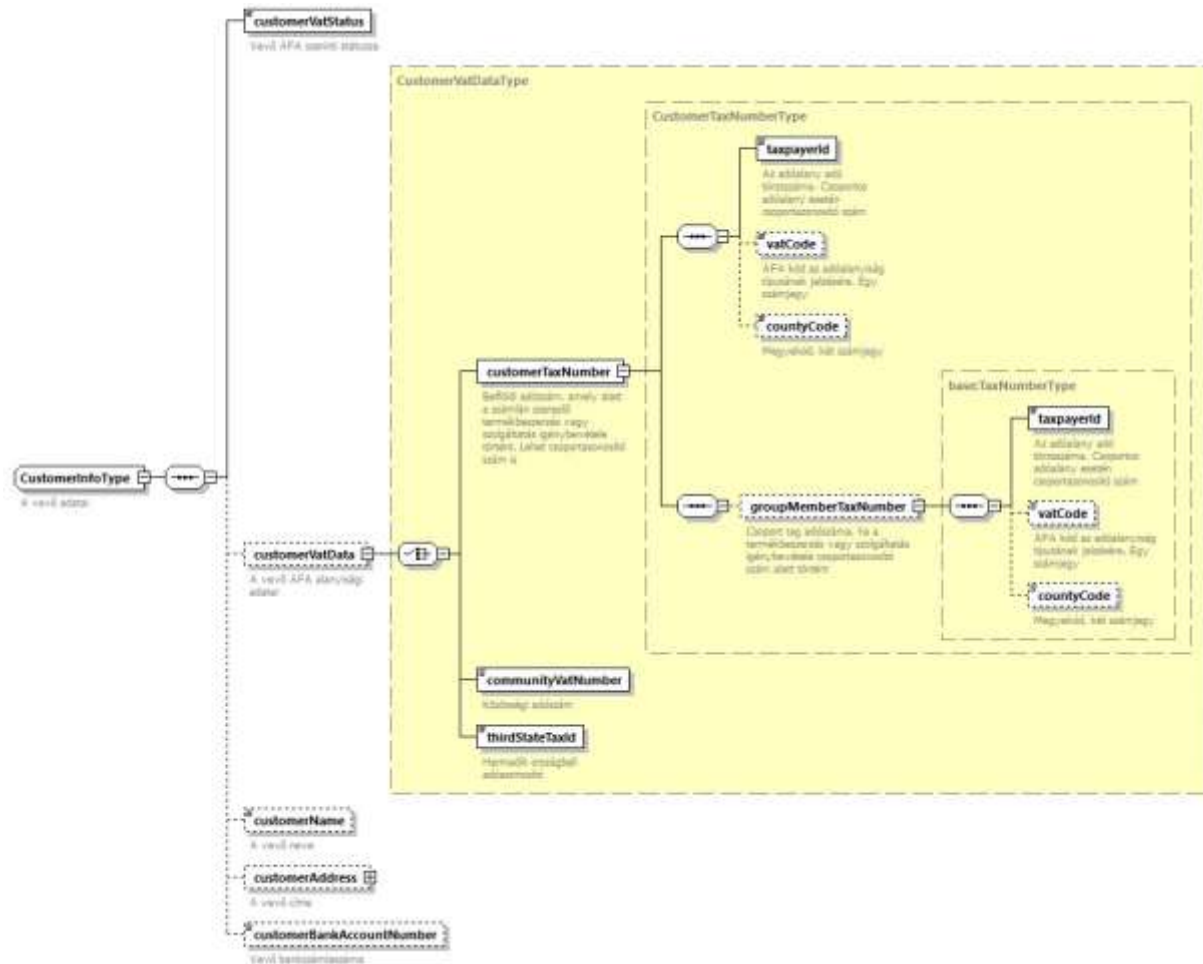 customerVatStatus
Vevő ÁFA szerinti státusza
CustomerVatDataType
CustomerTaxNumberType
taxpayerId
Az adóalany adó
törzsszáma. Csoportos
adóalany esetén
csoportazonosító szám
vatCode
ÁFA kód az adóalanyiság
típusának jelzésére. Egy
számjegy
countyCode
Megyekód, két számjegy
customerTaxNumber
Belföldi adószám, amely alatt
a számlán szereplő
termékbeszerzés vagy
szolgáltatás igénybevétele
történt. Lehet csoportazonosító
szám is
basicTaxNumberType
taxpayerId
Az adóalany adó
törzsszáma. Csoportos
adóalany esetén
csoportazonosító szám
CustomerInfoType
A vevő adatai
groupMemberTaxNumber
Csoport tag adószáma, ha a
termékbeszerzés vagy szolgáltatás
igénybevétele csoportazonosító
szám alatt történt
vatCode
ÁFA kód az adóalanyiság
típusának jelzésére. Egy
számjegy
countyCode
Megyekód, két számjegy
customerVatData
A vevő ÁFA alanyisági
adatai
communityVatNumber
Közösségi adószám
thirdStateTaxId
Harmadik országbeli
adóazonosító
customerName
A vevő neve
customerAddress
A vevő címe
customerBankAccountNumber
Vevő bankszámlaszáma